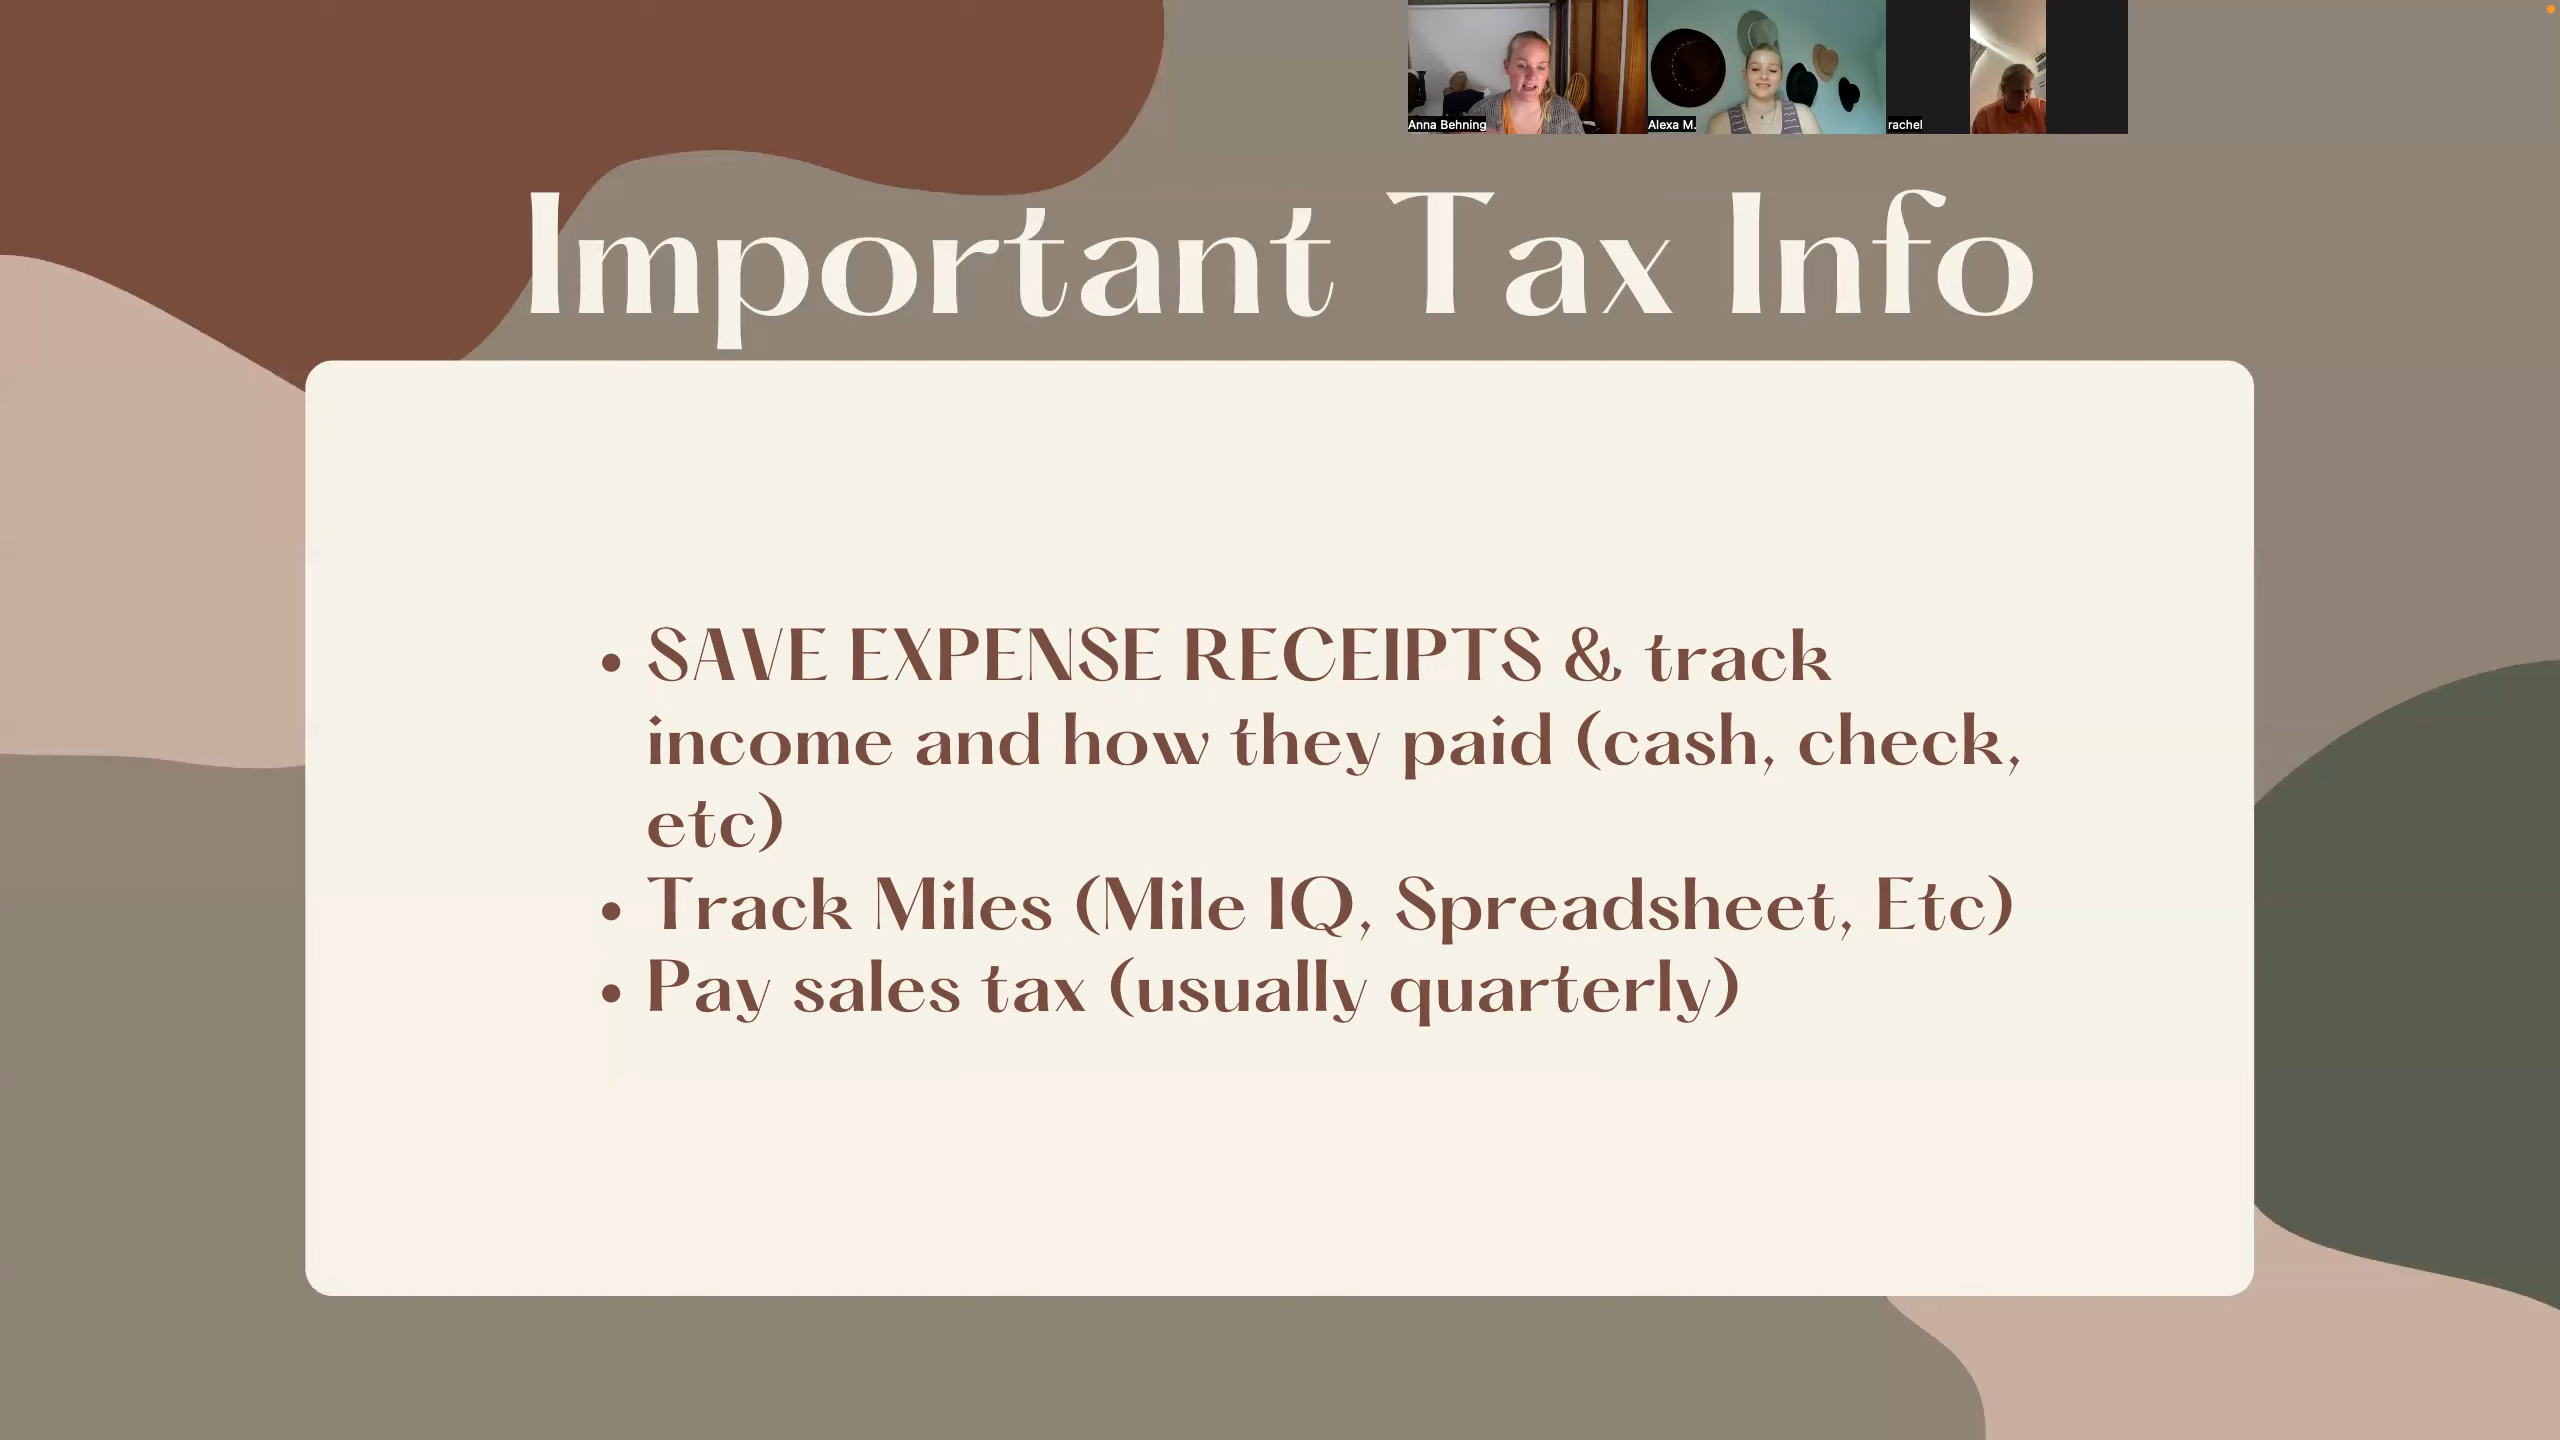 Anna Behning
Alexa M.
rachel
Important Tax Info
• SAVE EXPENSE RECEIPTS & track
income and how they paid (cash, check,
etc)
• Track Miles (Mile IQ, Spreadsheet, Etc)
• Pay sales tax (usually quarterly)